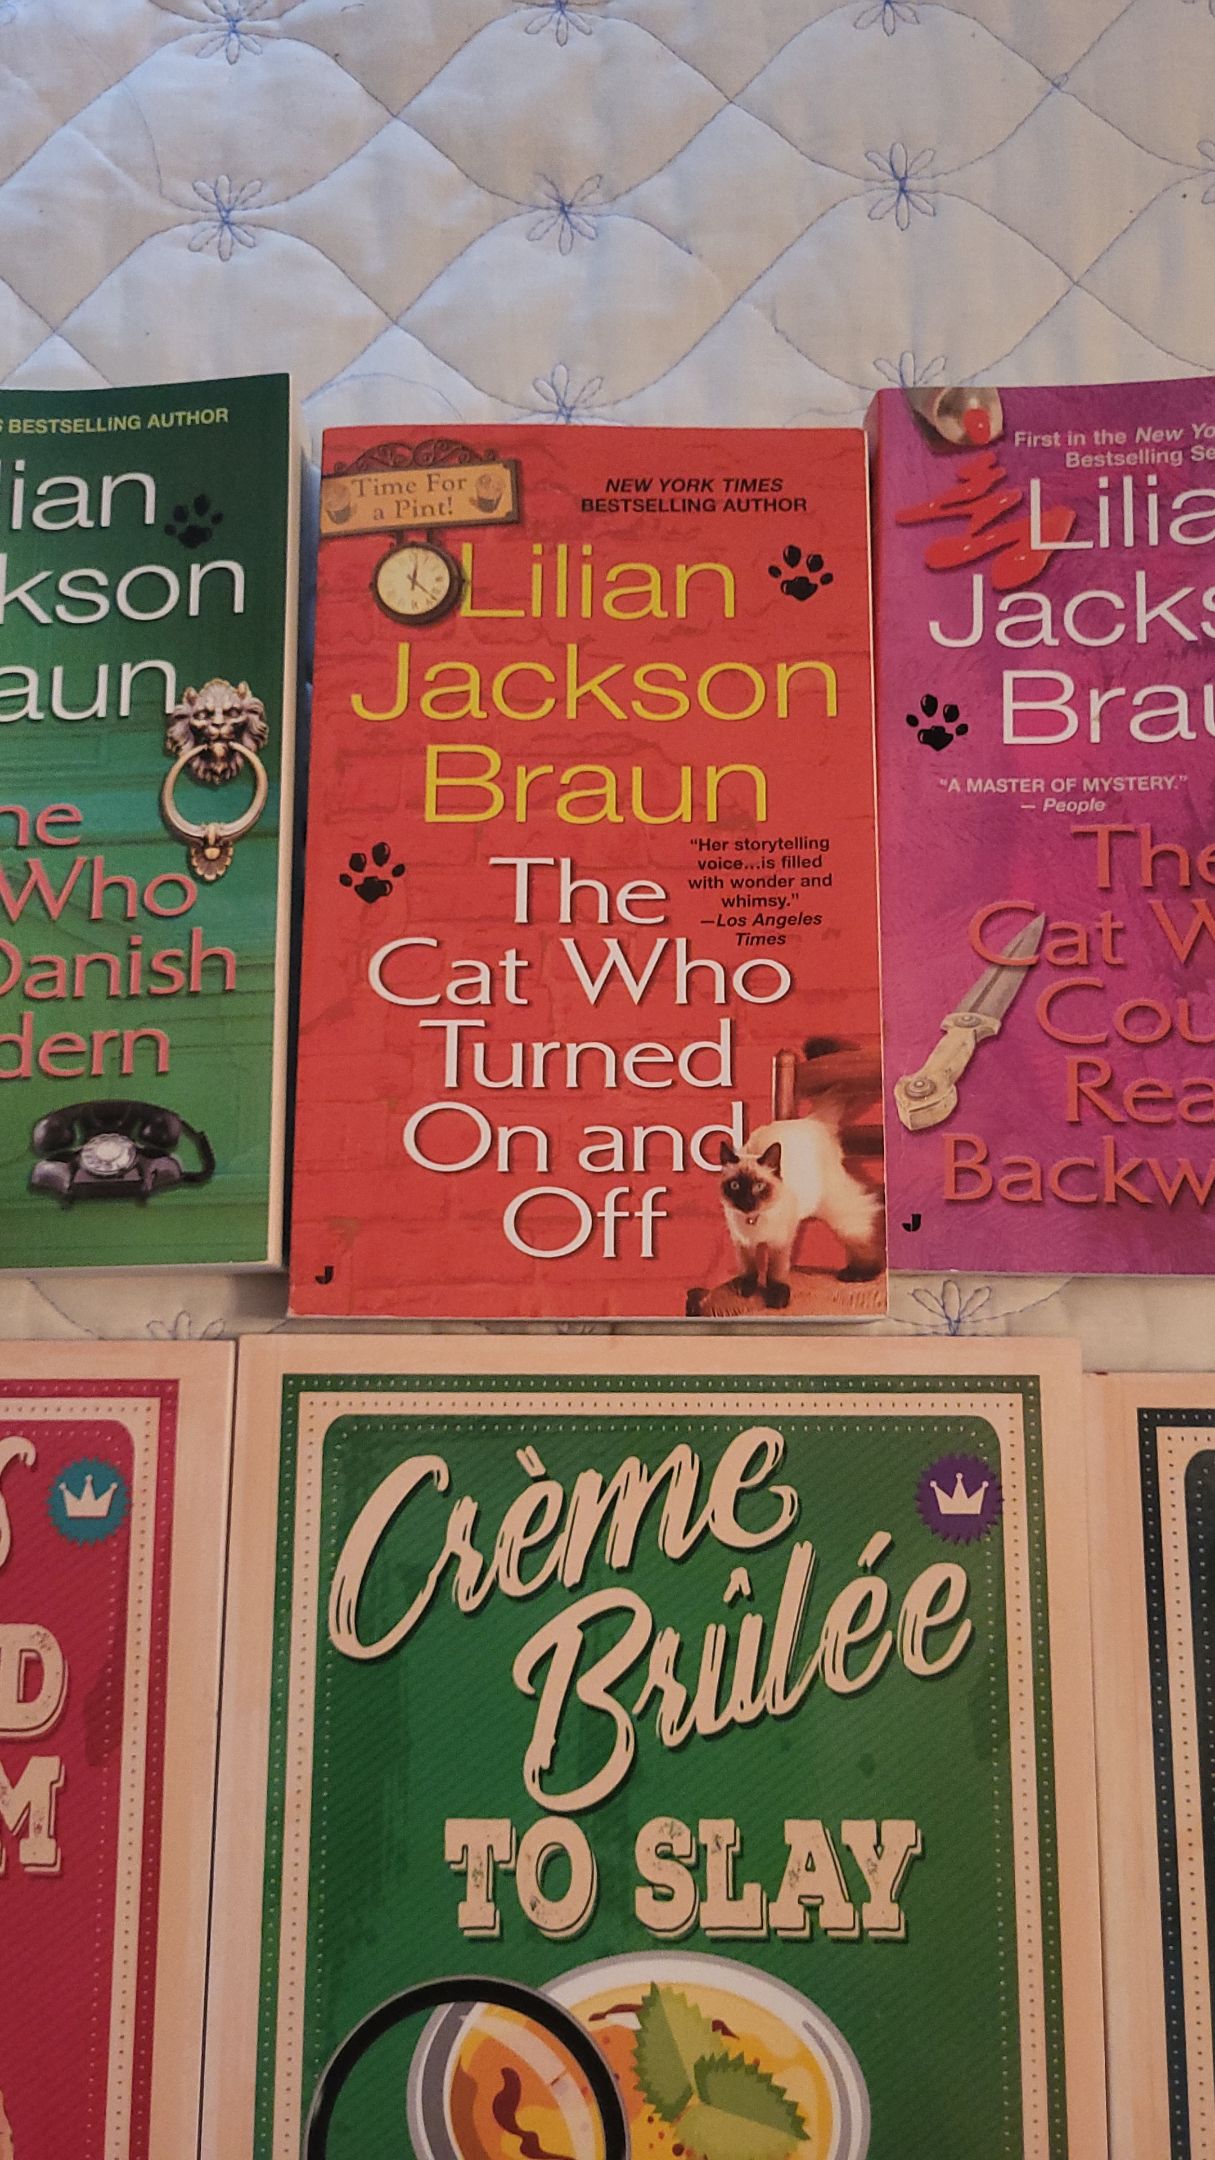 BESTSELLING AUTHOR
lian
kson
aun
he
Who
Danish
dern
Time For
a Pint!
NEW YORK TIMES
BESTSELLING AUTHOR
Lilian
Jackson
Braun
"Her storytelling
voice...is filled
with wonder and
whimsy."
—Los Angeles
Times
The
Cat Who
Turned
On and
Off
J
First in the New Yo
Bestselling Se
Lilia
Jacks
Brau
"A MASTER OF MYSTERY."
— People
The
Cat W
Cou
Rea
Backw
J
S
D
M
Crème
Brûlée
TO SLAY